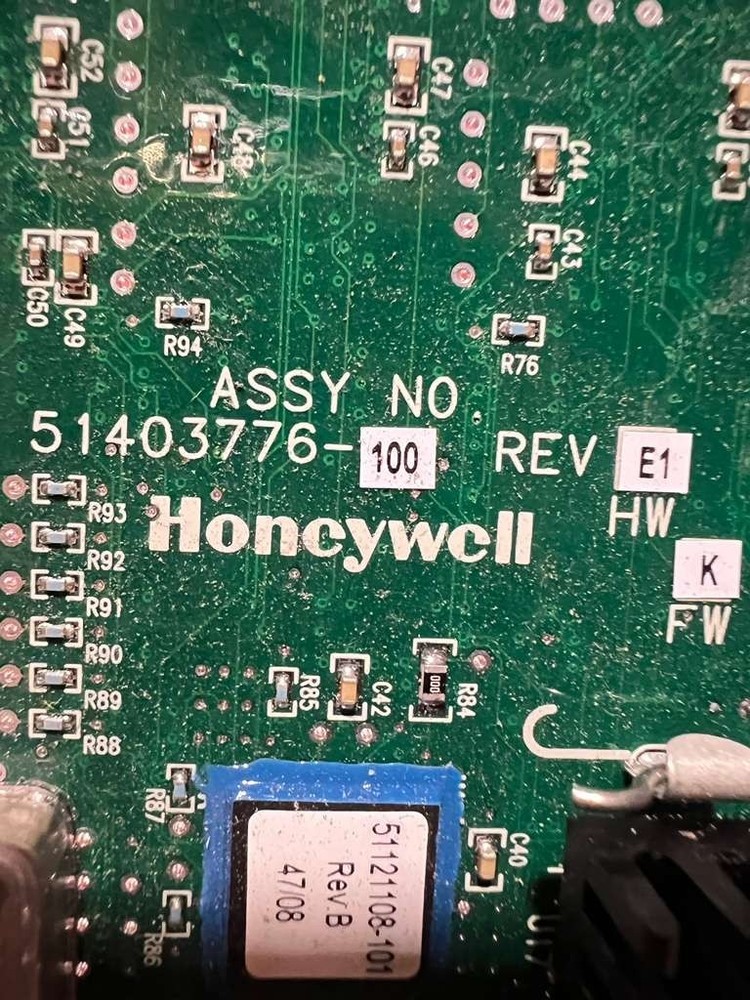 C52
C47
C51
C48
C46
C44
C43
C50
C49
R94
R76
ASSY NO.
51403776-100 REV E1
HW
R93
Honeywell
R92
K
FW
R91
R90
R89
R85
C42
R84
R88
R87
51121108-101
Rev B
47/08
C40
R86
U17